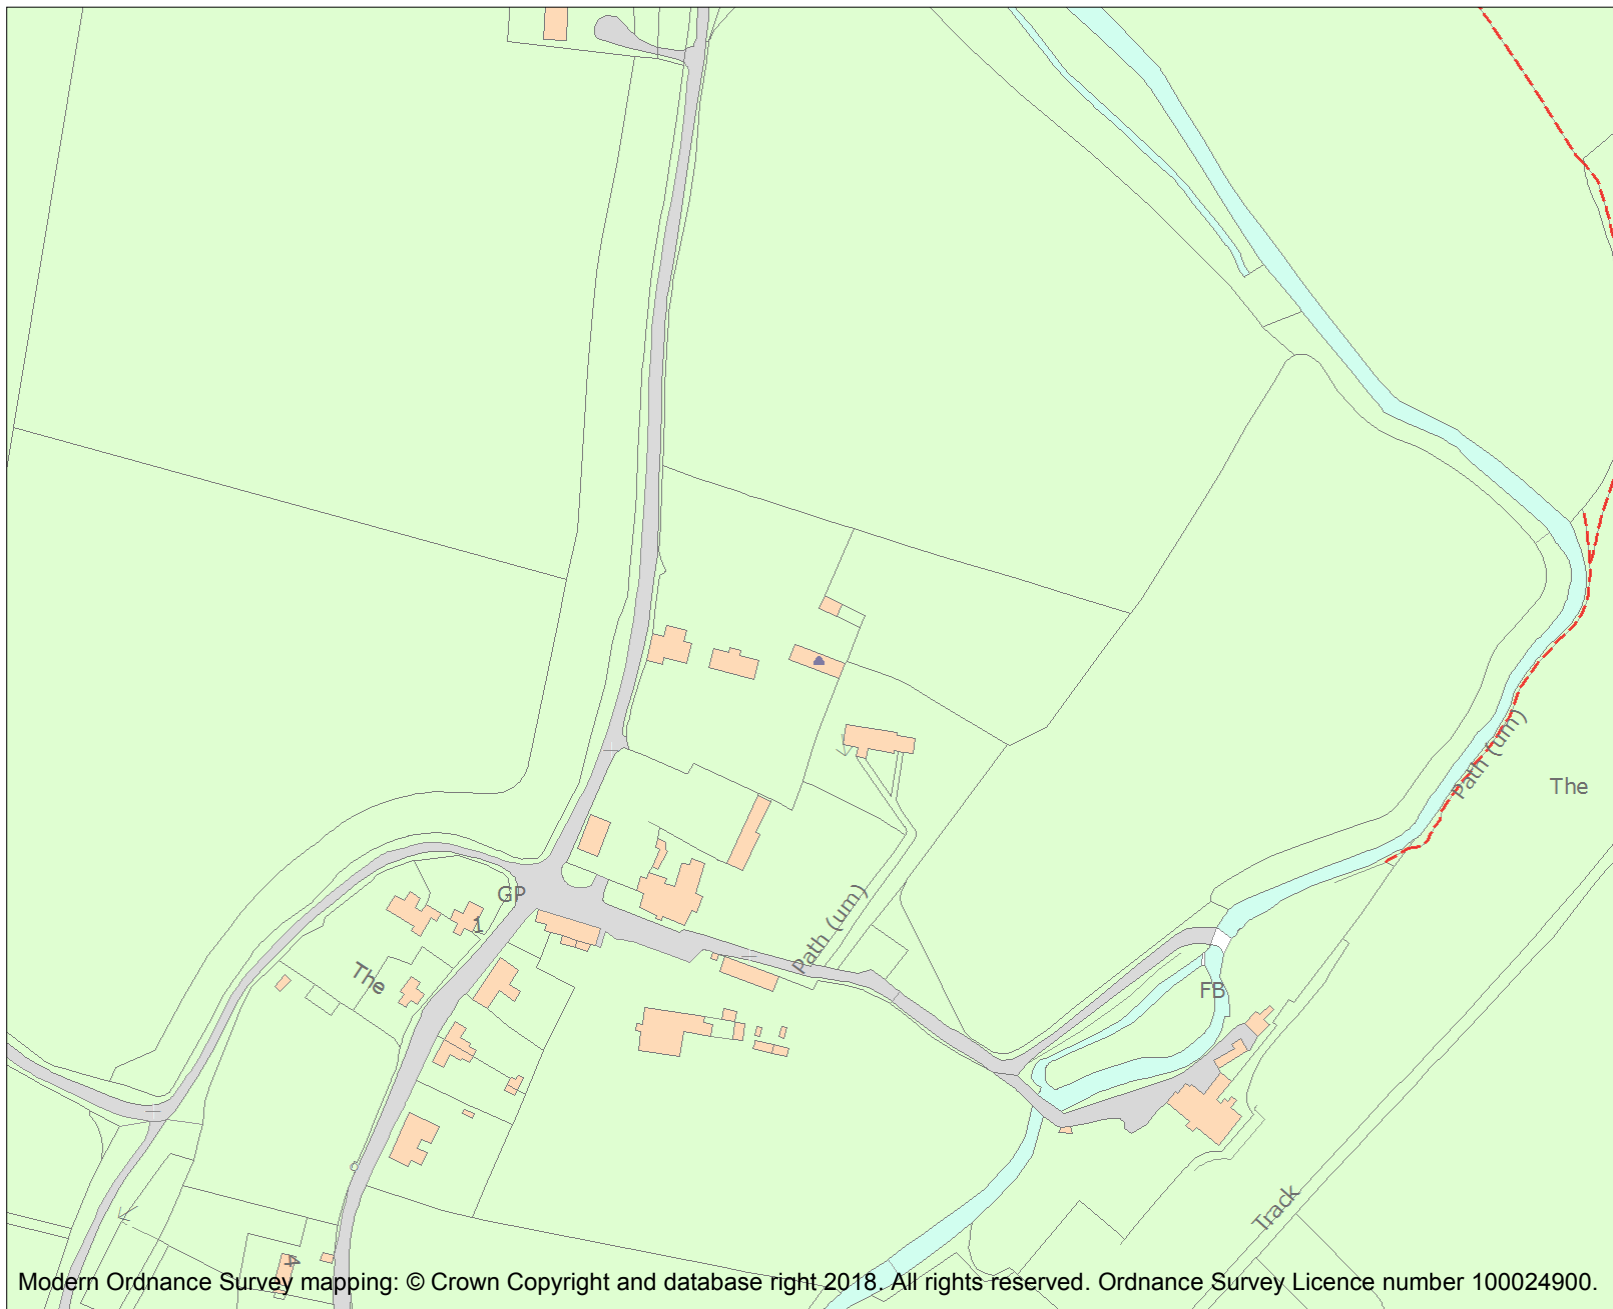 Path (um)
The
GP
1
Path (um)
The
FB
Track
4
Modern Ordnance Survey mapping: © Crown Copyright and database right 2018. All rights reserved. Ordnance Survey Licence number 100024900.